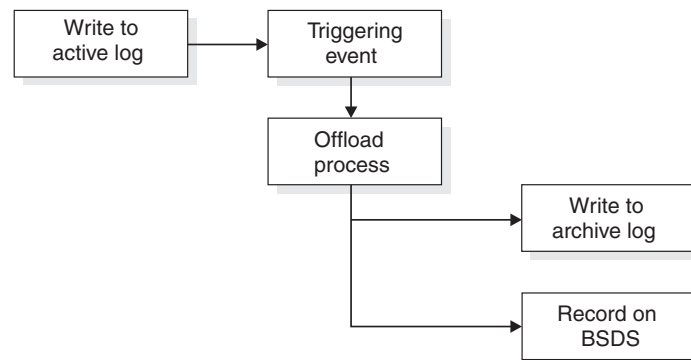 Write to
active log
Triggering
event
Offload
process
Write to
archive log
Record on
BSDS